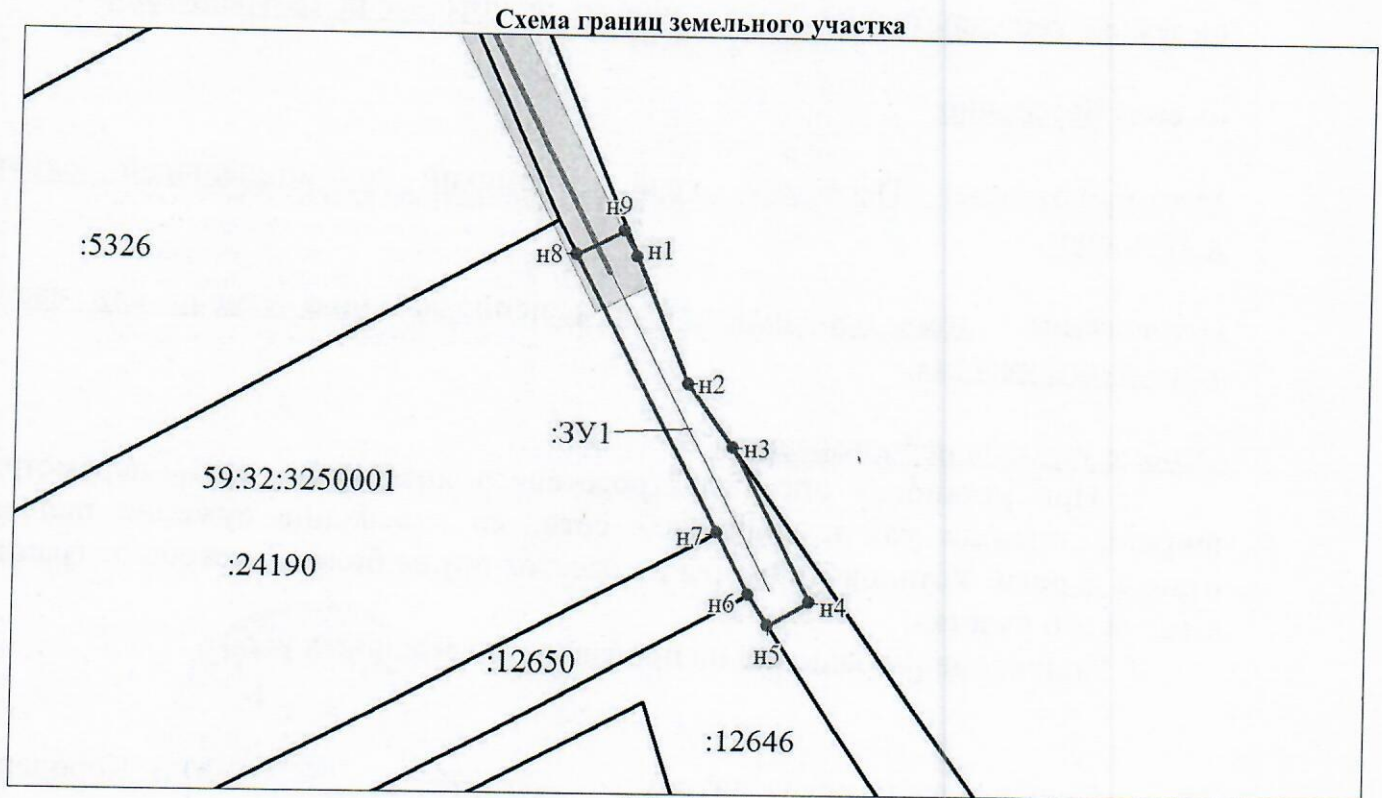 Схема границ земельного участка
н9
:5326
н8
н1
н2
:ЗУ1
н3
59:32:3250001
н7
:24190
н6
н4
н5
:12650
:12646